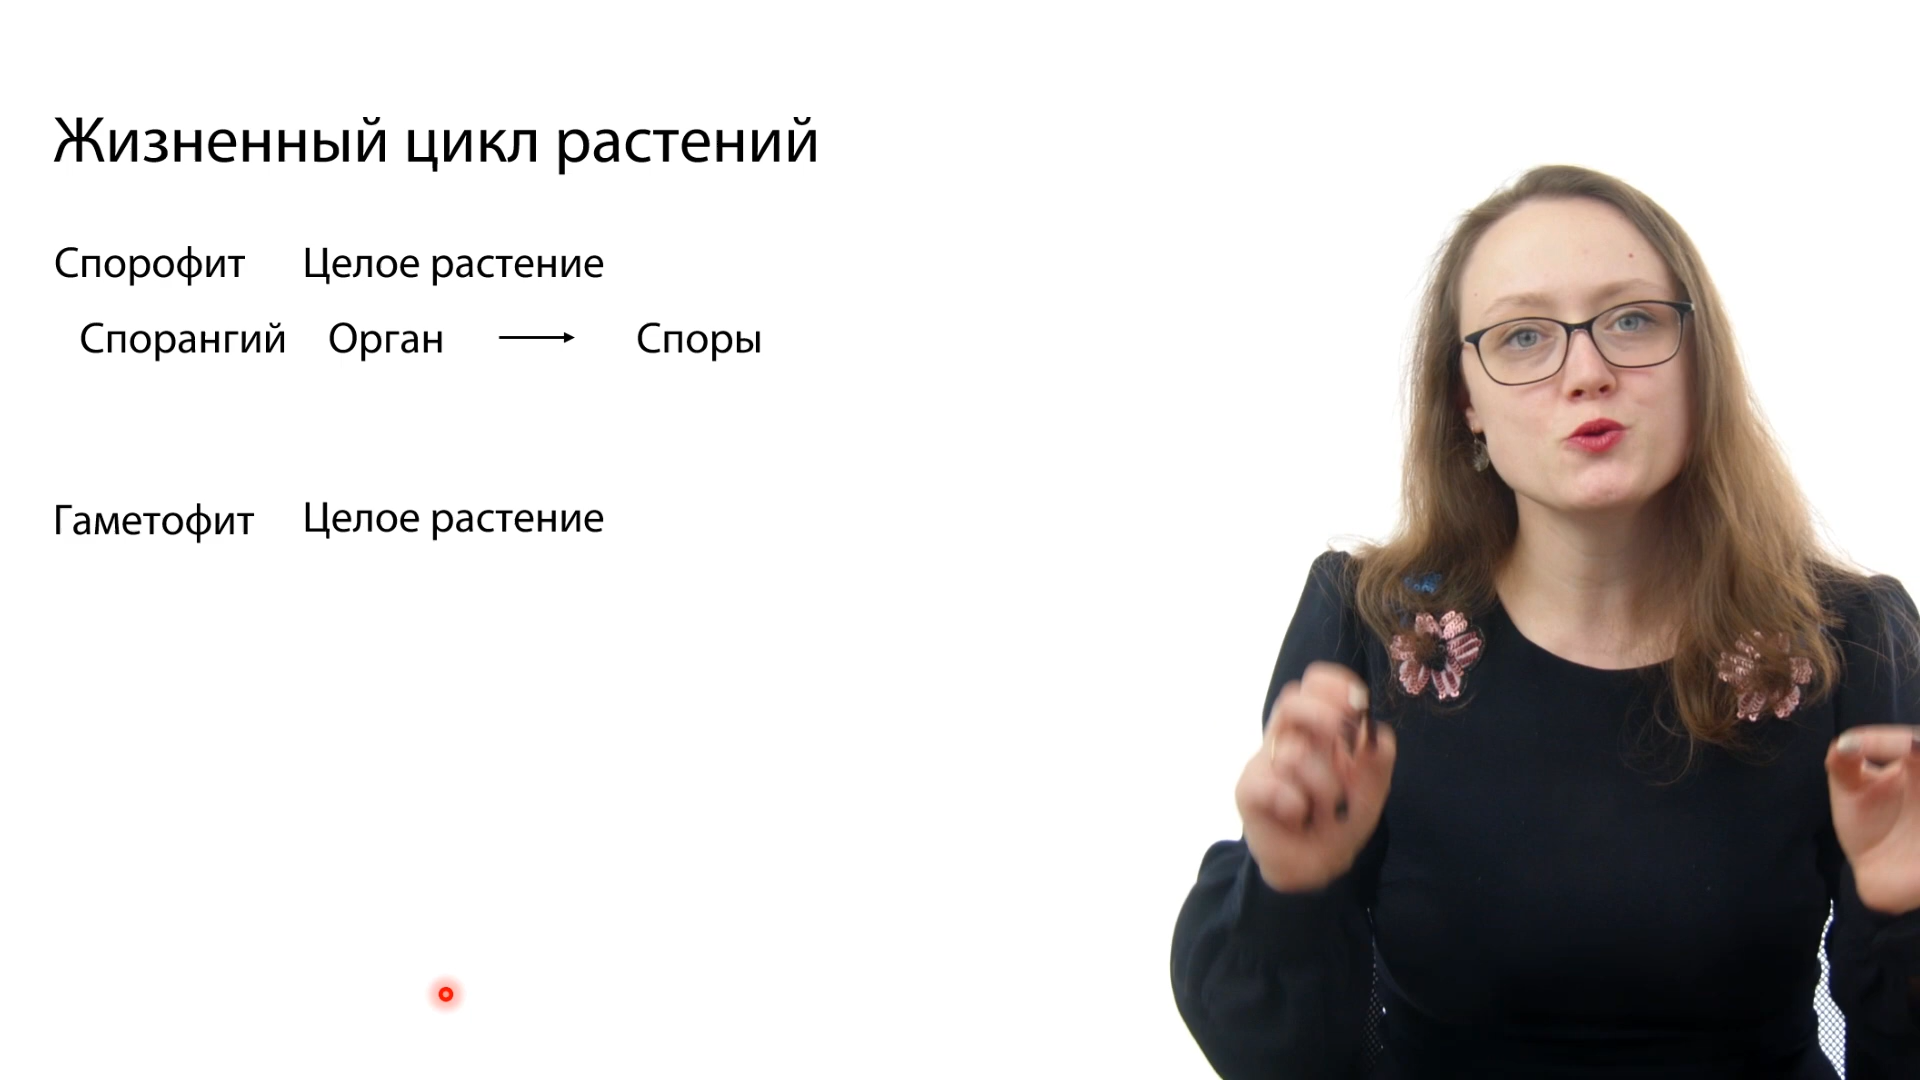 Жизненный цикл растений
Спорофит Целое растение
Спорангий Орган Споры
Гаметофит Целое растение